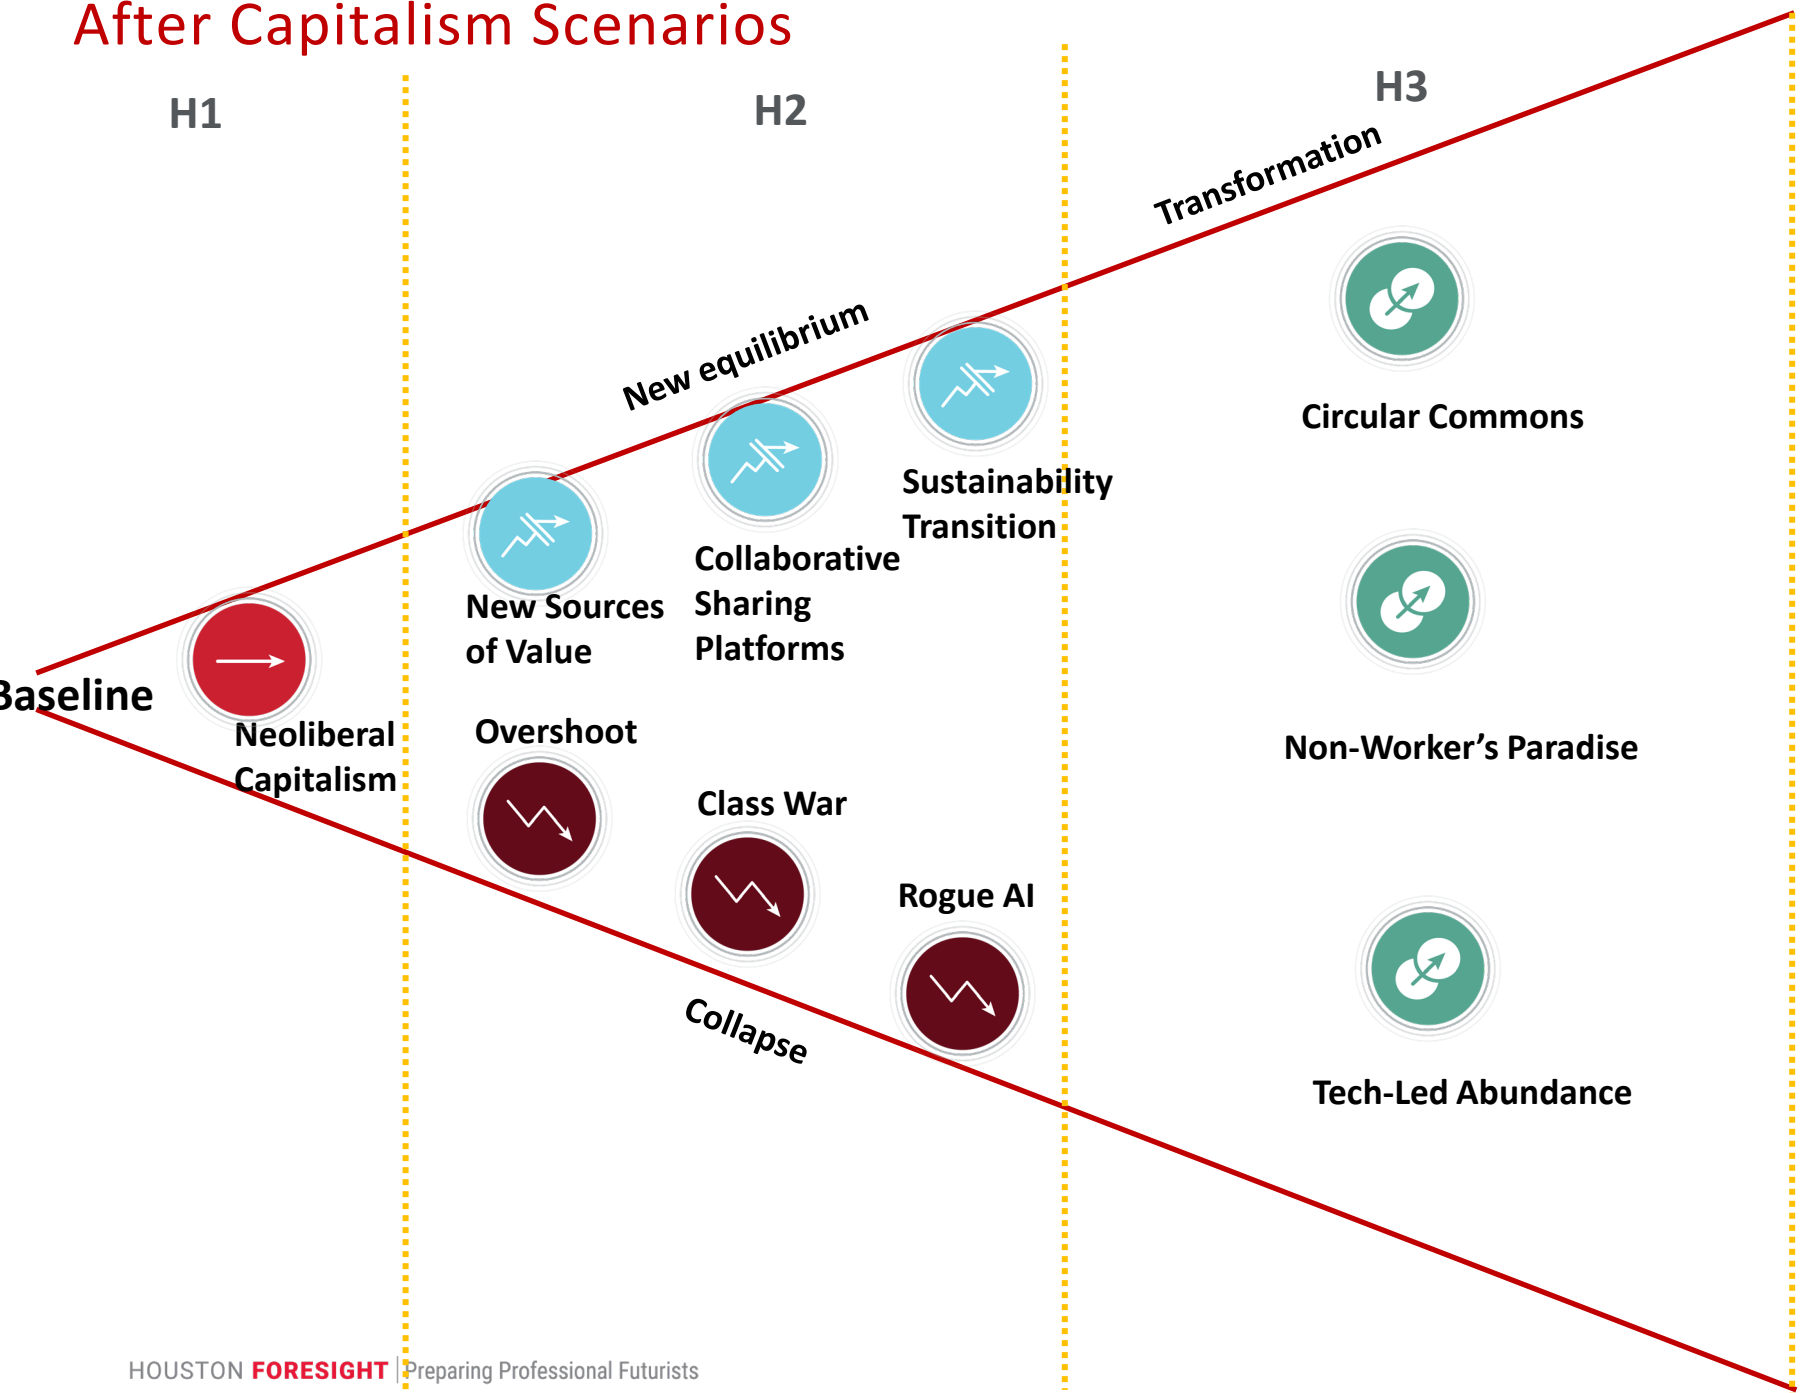 After Capitalism Scenarios
H1
H2
H3
Transformation
New equilibrium
Circular Commons
Sustainability
Transition
Collaborative
Sharing
Platforms
New Sources
of Value
Baseline
Neoliberal
Capitalism
Overshoot
Class War
Rogue AI
Collapse
Non-Worker’s Paradise
Tech-Led Abundance
HOUSTON FORESIGHT | Preparing Professional Futurists